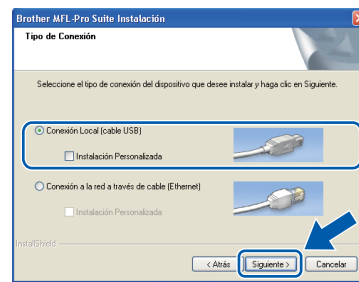 Brother MFL-Pro Suite Instalación
Tipo de Conexión
Seleccione el tipo de conexión del dispositivo que desee instalar y haga clic en Siguiente.
Conexión Local (cable USB)
Instalación Personalizada
Conexión a la red a través de cable (Ethernet)
Instalación Personalizada
InstallShield
< Atrás Siguiente > Cancelar